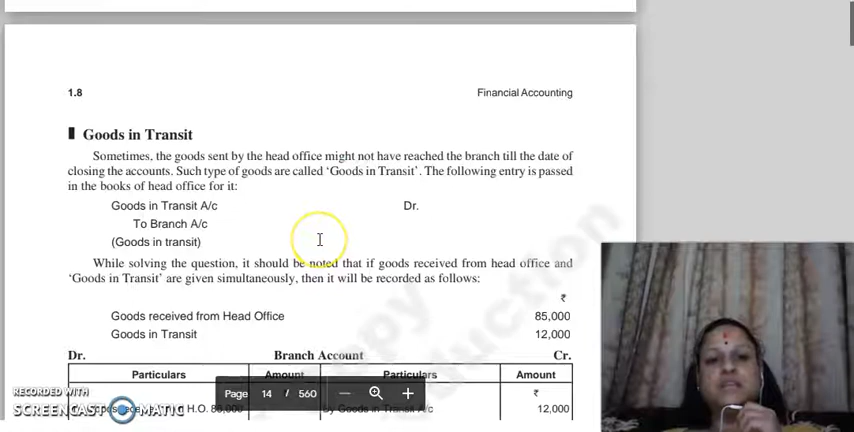 1.8
Financial Accounting
Goods in Transit
Sometimes, the goods sent by the head office might not have reached the branch till the date of
closing the accounts. Such type of goods are called ‘Goods in Transit’. The following entry is passed
in the books of head office for it:
Goods in Transit A/c Dr.
To Branch A/c
(Goods in transit)
While solving the question, it should be noted that if goods received from head office and
‘Goods in Transit’ are given simultaneously, then it will be recorded as follows:
₹
Goods received from Head Office 85,000
Goods in Transit 12,000
Dr. Branch Account Cr.
Particulars Amount Particulars Amount
₹
H.O. By Goods in Transit A/c 12,000
Page 14 / 560
RECORDED WITH
SCREENCAST MATIC